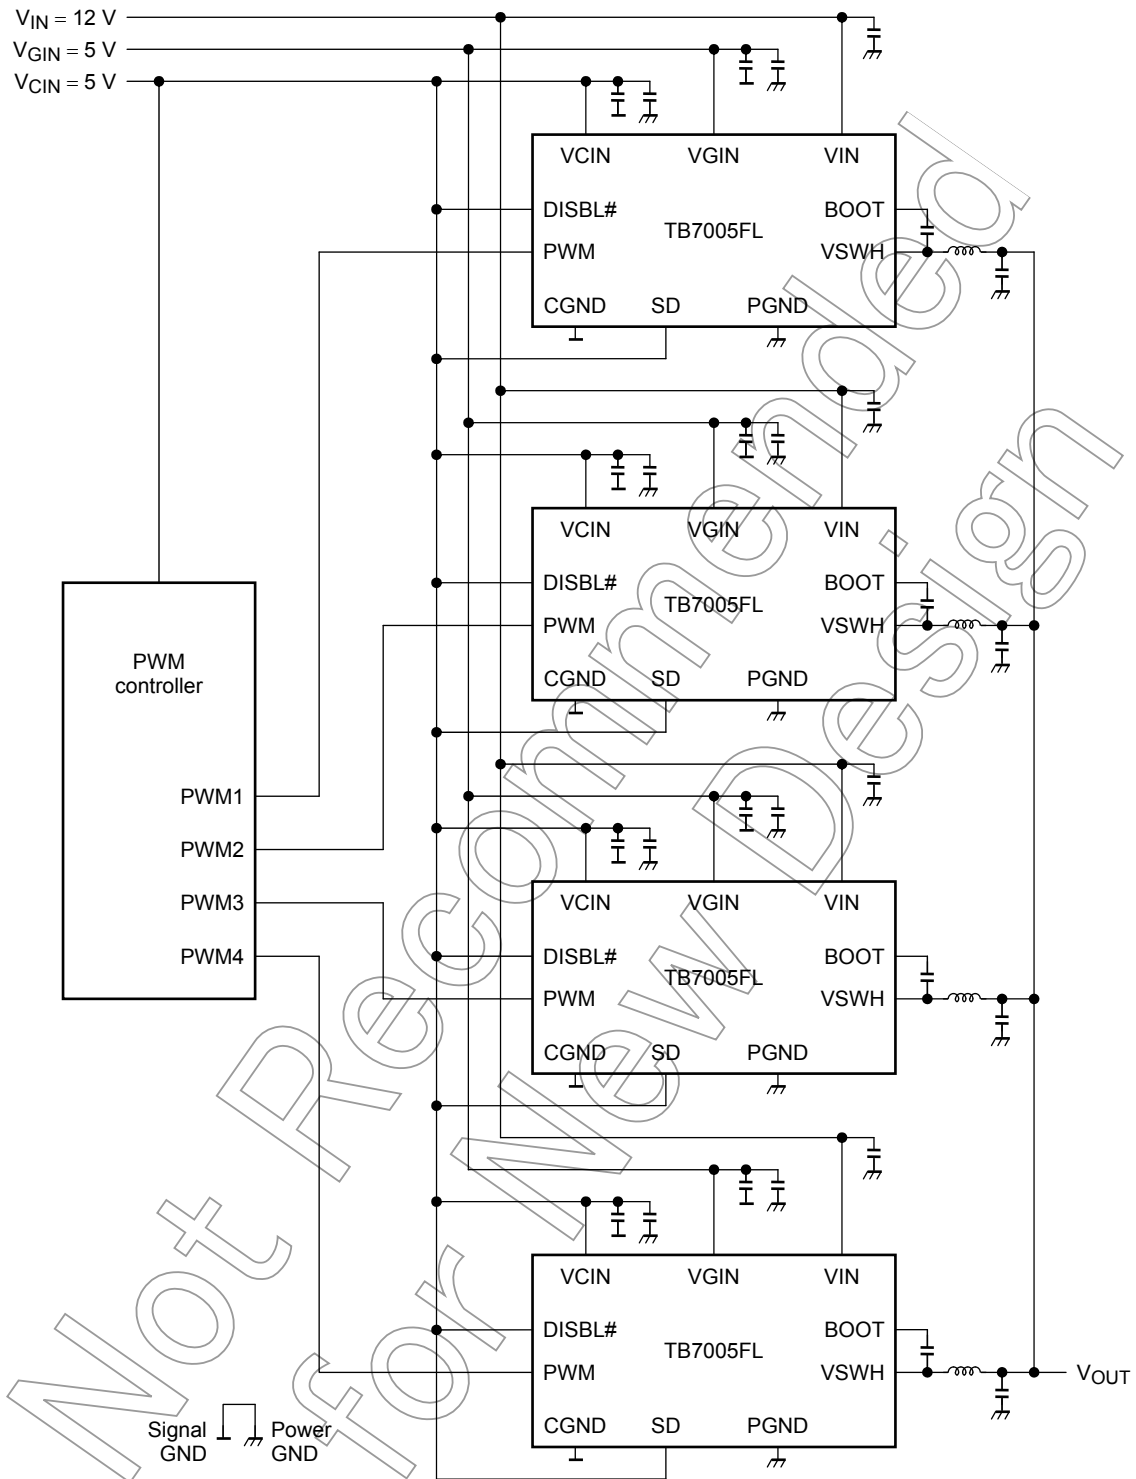 VIN = 12 V
VGIN = 5 V
VCIN = 5 V
VCIN VGIN VIN
DISBL# BOOT
TB7005FL
PWM VSWH
CGND SD PGND
VCIN VGIN VIN
DISBL# BOOT
TB7005FL
PWM VSWH
CGND SD PGND
PWM
controller
PWM1
PWM2
PWM3
PWM4
VCIN VGIN VIN
DISBL# BOOT
TB7005FL
PWM VSWH
CGND SD PGND
VCIN VGIN VIN
DISBL# BOOT
TB7005FL
PWM VSWH
VOUT
CGND SD PGND
Signal
GND
Power
GND
Not Recommended
for New Design